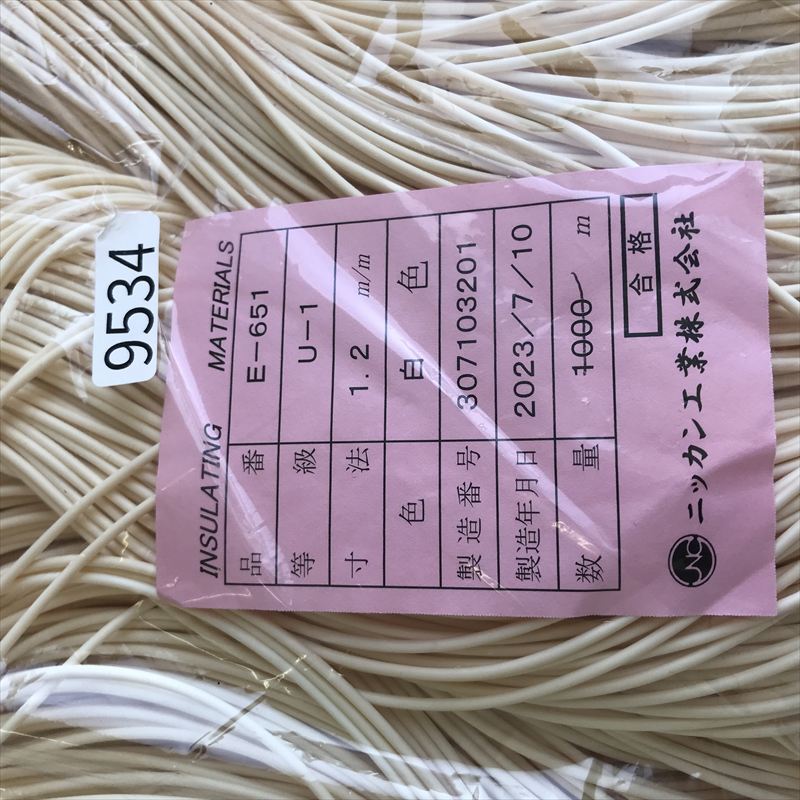 9534
INSULATING MATERIALS
品番 E-651
等級 U-1
寸法 1.2 m/m
色 白色
製造番号 307103201
製造年月日 2023/7/10
数量 1000 m
合格
NC ニッカン工業株式会社